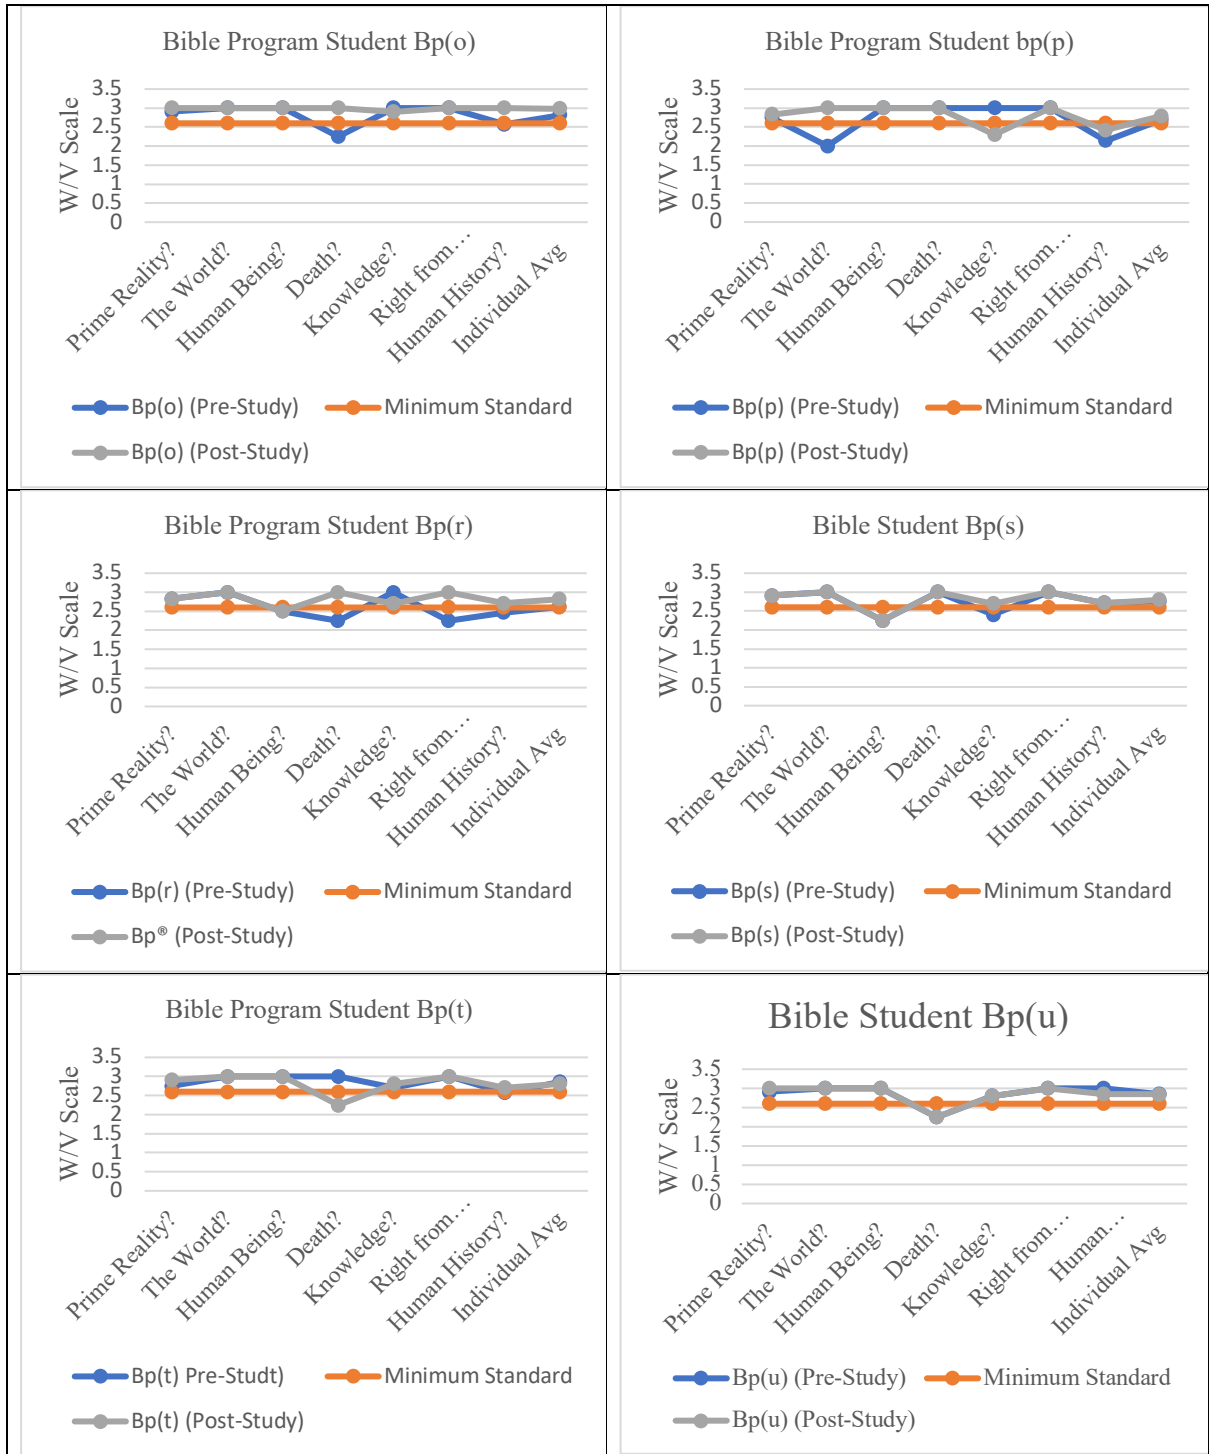 Bible Program Student Bp(o)
W/V Scale
3.5
3
2.5
2
1.5
1
0.5
0
Prime Reality?
The World?
Human Being?
Death?
Knowledge?
Right from…
Human History?
Individual Avg
Bp(o) (Pre-Study) Minimum Standard
Bp(o) (Post-Study)
Bible Program Student bp(p)
W/V Scale
3.5
3
2.5
2
1.5
1
0.5
0
Prime Reality?
The World?
Human Being?
Death?
Knowledge?
Right from…
Human History?
Individual Avg
Bp(p) (Pre-Study) Minimum Standard
Bp(p) (Post-Study)
Bible Program Student Bp(r)
W/V Scale
3.5
3
2.5
2
1.5
1
0.5
0
Prime Reality?
The World?
Human Being?
Death?
Knowledge?
Right from…
Human History?
Individual Avg
Bp(r) (Pre-Study) Minimum Standard
Bp® (Post-Study)
Bible Student Bp(s)
W/V Scale
3.5
3
2.5
2
1.5
1
0.5
0
Prime Reality?
The World?
Human Being?
Death?
Knowledge?
Right from…
Human History?
Individual Avg
Bp(s) (Pre-Study) Minimum Standard
Bp(s) (Post-Study)
Bible Program Student Bp(t)
W/V Scale
3.5
3
2.5
2
1.5
1
0.5
0
Prime Reality?
The World?
Human Being?
Death?
Knowledge?
Right from…
Human History?
Individual Avg
Bp(t) Pre-Studt) Minimum Standard
Bp(t) (Post-Study)
Bible Student Bp(u)
W/V Scale
3.5
3
2.5
2
1.5
1
0.5
0
Prime Reality?
The World?
Human Being?
Death?
Knowledge?
Right from…
Human…
Individual Avg
Bp(u) (Pre-Study) Minimum Standard
Bp(u) (Post-Study)